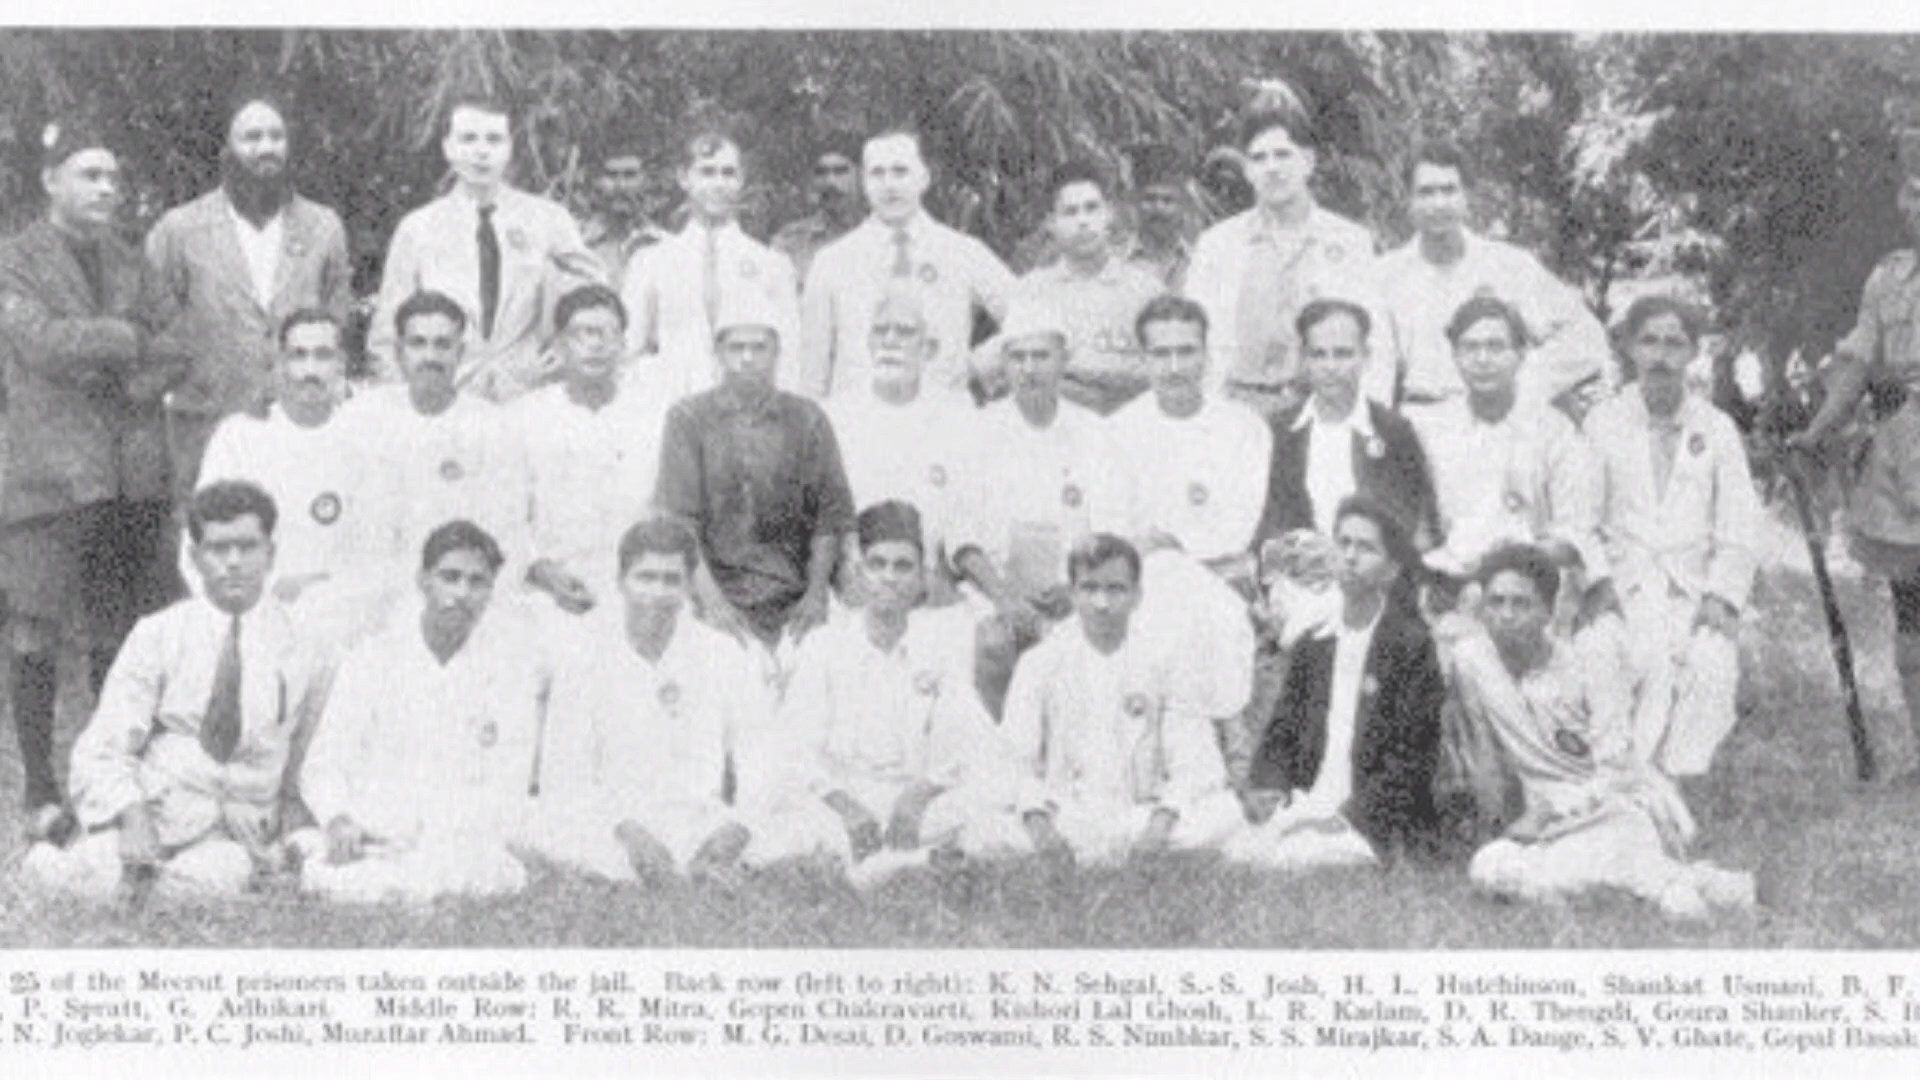 25 of the Meerut prisoners taken outside the jail. Back row (left to right): K. N. Sehgal, S.-S. Josh, H. L. Hutchinson, Shankat Usmani, B. F.
, P. Spratt, G. Adhikari. Middle Row: R. R. Mitra, Gopen Chakravarti, Kishori Lal Ghosh, L. R. Kadam, D. R. Thengdi, Goura Shanker, S.
. N. Joglekar, P. C. Joshi, Muzaffar Ahmad. Front Row: M. G. Desai, D. Goswami, R. S. Nimbkar, S. S. Mirajkar, S. A. Dange, S. V. Ghate, Gopal Basak